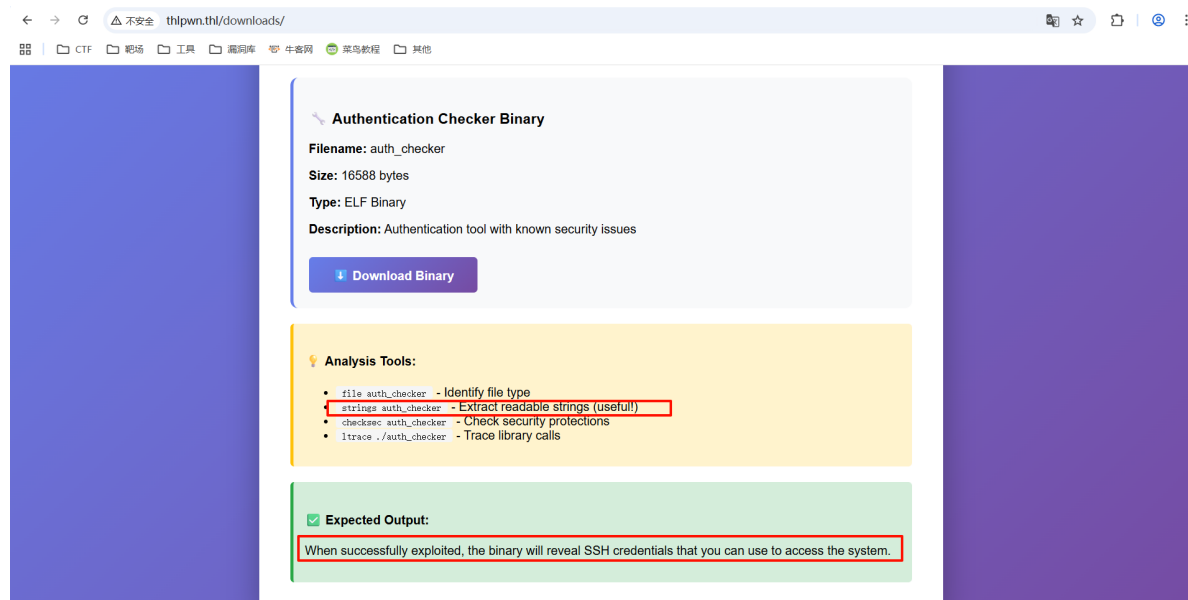 不安全 thlpwn.thl/downloads/
CTF 靶场 工具 漏洞库 牛客网 菜鸟教程 其他
Authentication Checker Binary
Filename: auth_checker
Size: 16588 bytes
Type: ELF Binary
Description: Authentication tool with known security issues
Download Binary
Analysis Tools:
file auth_checker - Identify file type
strings auth_checker - Extract readable strings (useful!)
checksec auth_checker - Check security protections
ltrace ./auth_checker - Trace library calls
Expected Output:
When successfully exploited, the binary will reveal SSH credentials that you can use to access the system.